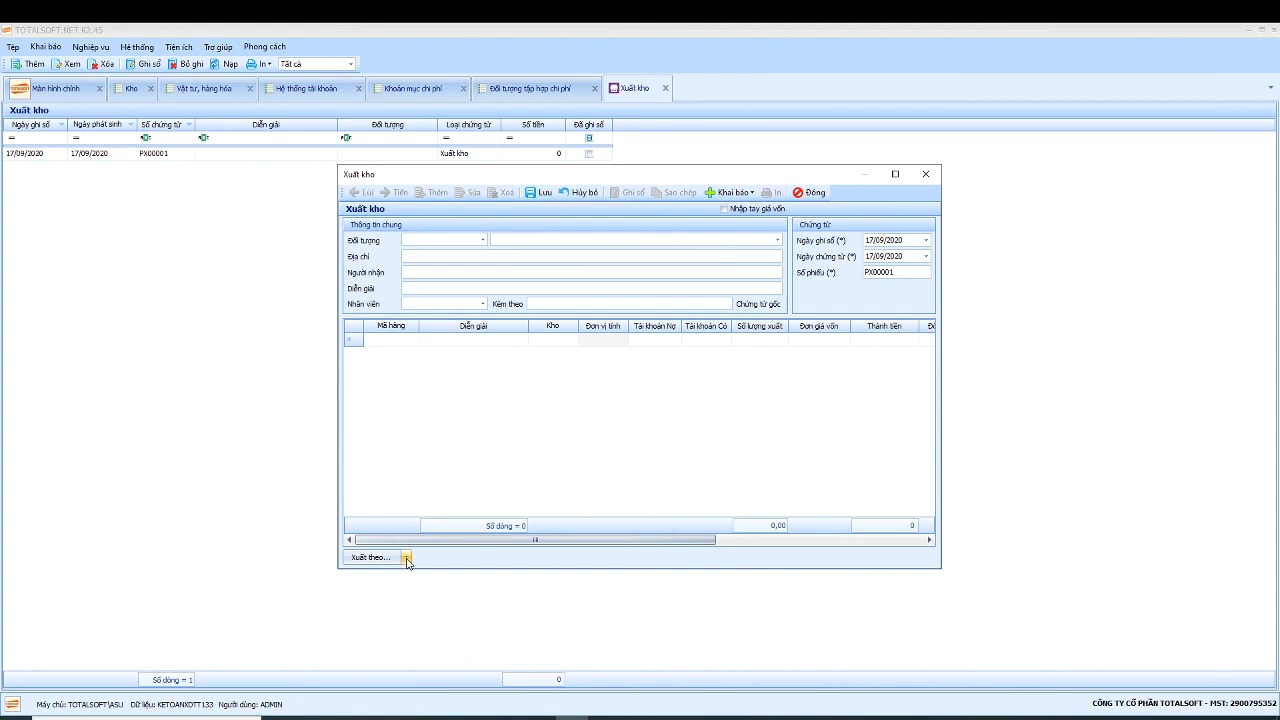 TOTALSOFT.NET R2.45
Tệp Khai báo Nghiệp vụ Hệ thống Tiện ích Trợ giúp Phong cách
Thêm Xem Xóa Ghi sổ Bỏ ghi Nạp In Tất cả
Màn hình chính Kho Vật tư, hàng hóa Hệ thống tài khoản Khoản mục chi phí Đối tượng tập hợp chi phí Xuất kho
Xuất kho
Ngày ghi sổ Ngày phát sinh Số chứng từ Diễn giải Đối tượng Loại chứng từ Số tiền Đã ghi sổ
= = = =
17/09/2020 17/09/2020 PX00001 Xuất kho 0
Xuất kho
Lùi Tiến Thêm Sửa Xoá Lưu Hủy bỏ Ghi sổ Sao chép Khai báo In Đóng
Xuất kho Nhập tay giá vốn
Thông tin chung Chứng từ
Đối tượng Ngày ghi sổ (*) 17/09/2020
Địa chỉ Ngày chứng từ (*) 17/09/2020
Người nhận Số phiếu (*) PX00001
Diễn giải
Nhân viên Kèm theo Chứng từ gốc
Mã hàng Diễn giải Kho Đơn vị tính Tài khoản Nợ Tài khoản Có Số lượng xuất Đơn giá vốn Thành tiền
Số dòng = 0 0,00 0
Xuất theo...
Số dòng = 1 0
Máy chủ: TOTALSOFT\ASU Dữ liệu: KETOANXDTT133 Người dùng: ADMIN CÔNG TY CỔ PHẦN TOTALSOFT - MST: 2900795352